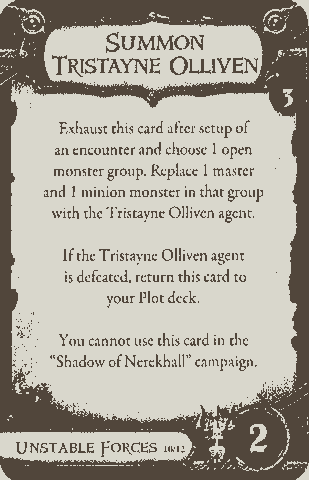 Summon
Tristayne Olliven
3
Exhaust this card after setup of
an encounter and choose 1 open
monster group. Replace 1 master
and 1 minion monster in that group
with the Tristayne Olliven agent.
If the Tristayne Olliven agent
is defeated, return this card to
your Plot deck.
You cannot use this card in the
“Shadow of Nerekhall” campaign.
Unstable Forces 10/12
2